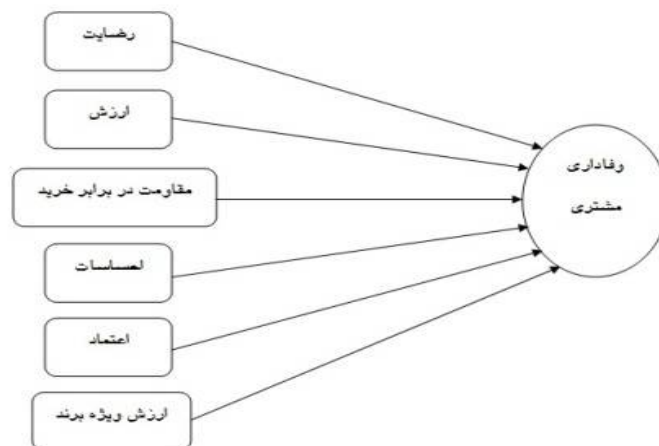 رضایت
ارزش
مقاومت در برابر خرید
احساسات
اعتماد
ارزش ویژه برند
وفاداری
مشتری